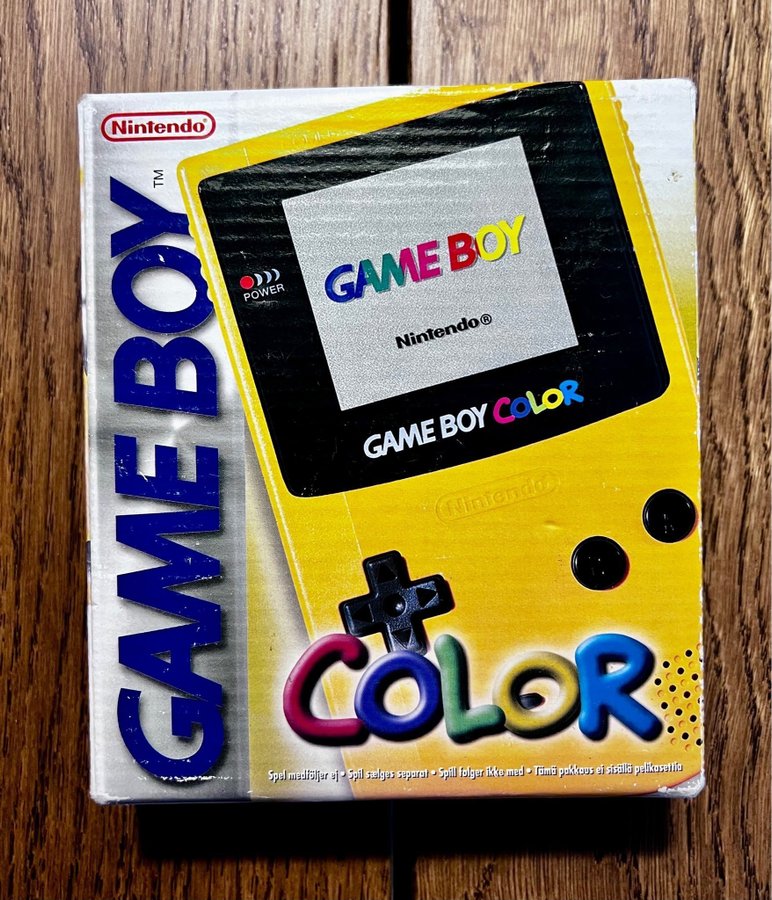 Nintendo®
GAME BOY™
POWER
GAME BOY
Nintendo®
GAME BOY COLOR
Nintendo
COLOR
Spel medföljer ej • Spil sælges separat • Spill følger ikke med • Tämä pakkaus ei sisällä pelikasettia